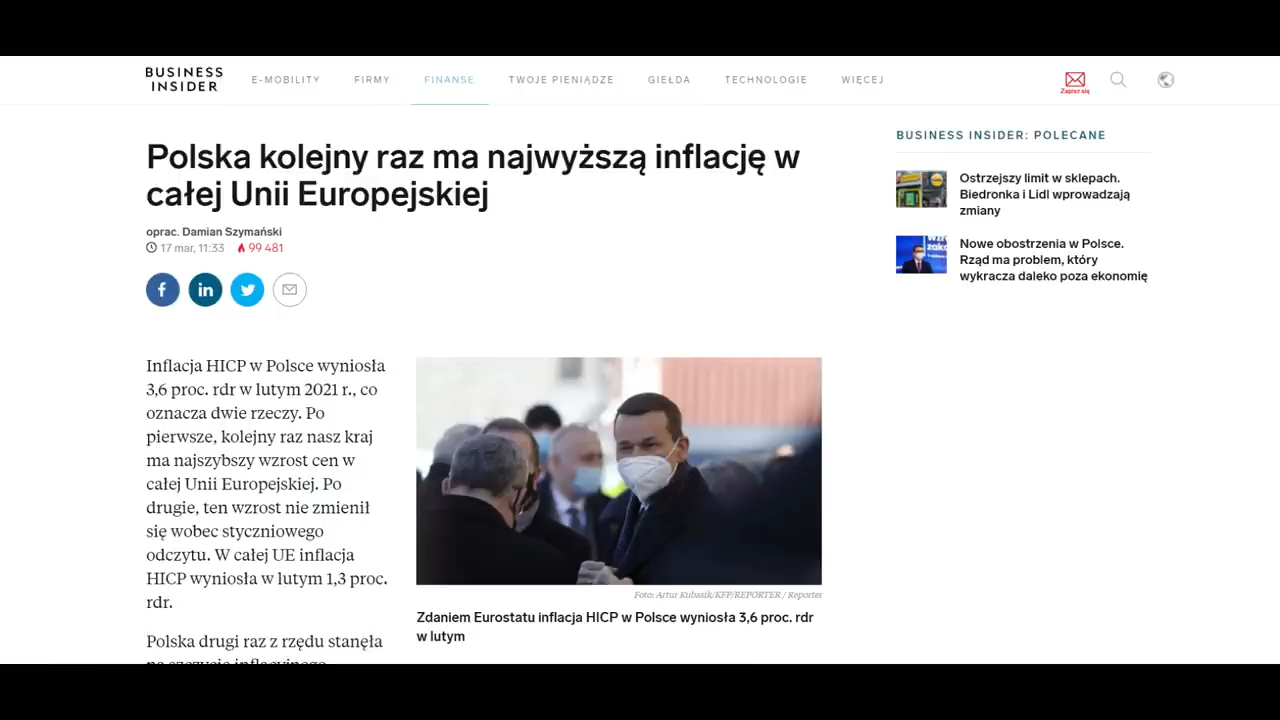 BUSINESS
INSIDER
E-MOBILITY
FIRMY
FINANSE
TWOJE PIENIĄDZE
GIEŁDA
TECHNOLOGIE
WIĘCEJ
Zapisz się
Polska kolejny raz ma najwyższą inflację w
całej Unii Europejskiej
oprac. Damian Szymański
17 mar, 11:33 99 481
Inflacja HICP w Polsce wyniosła
3,6 proc. rdr w lutym 2021 r., co
oznacza dwie rzeczy. Po
pierwsze, kolejny raz nasz kraj
ma najszybszy wzrost cen w
całej Unii Europejskiej. Po
drugie, ten wzrost nie zmienił
się wobec styczniowego
odczytu. W całej UE inflacja
HICP wyniosła w lutym 1,3 proc.
rdr.
Polska drugi raz z rzędu stanęła
na szczycie inflacyjnego
Foto: Artur Kubasik/KFP/REPORTER / Reporter
Zdaniem Eurostatu inflacja HICP w Polsce wyniosła 3,6 proc. rdr
w lutym
BUSINESS INSIDER: POLECANE
Ostrzejszy limit w sklepach.
Biedronka i Lidl wprowadzają
zmiany
Nowe obostrzenia w Polsce.
Rząd ma problem, który
wykracza daleko poza ekonomię